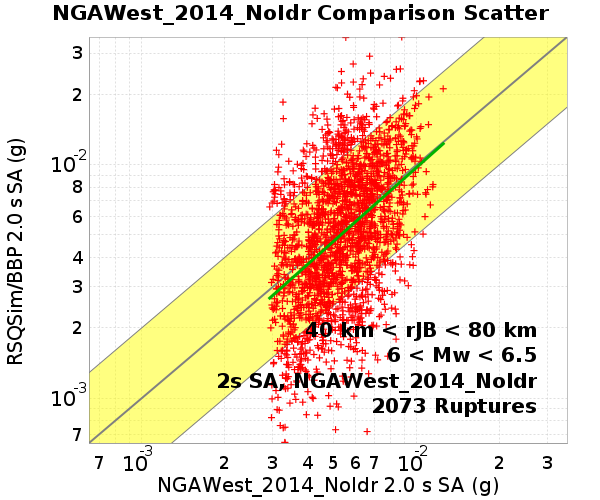 NGAWest_2014_NoIdr Comparison Scatter
RSQSim/BBP 2.0 s SA (g)
3
2
10-2
8
6
4
3
2
10-3
7
40 km < rJB < 80 km
6 < Mw < 6.5
2s SA, NGAWest_2014_NoIdr
2073 Ruptures
7 10-3 2 3 4 5 6 7 10-2 2 3
NGAWest_2014_NoIdr 2.0 s SA (g)